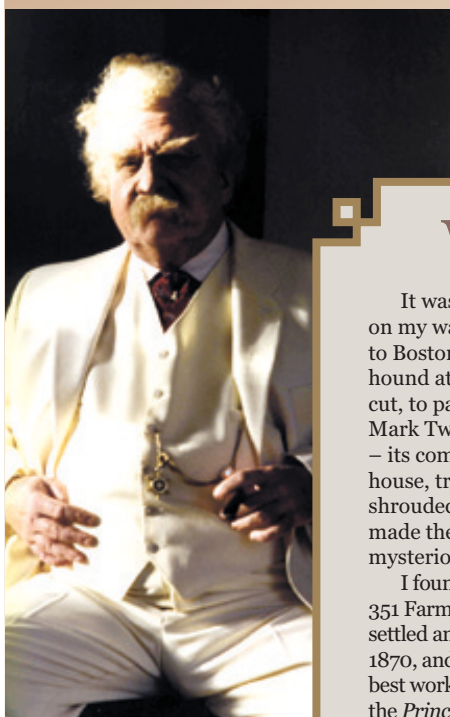 It was
on my wa
to Boston
hound at
cut, to pa
Mark Tw
– its com
house, tr
shrouded
made the
mysterio
I foun
351 Farm
settled an
1870, and
best work
the Princ